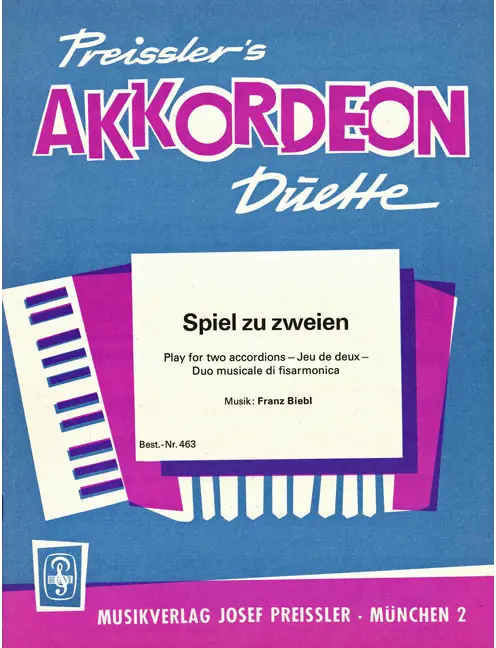 Preissler's
AKKORDEON
Duette
Spiel zu zweien
Play for two accordions – Jeu de deux –
Duo musicale di fisarmonica
Musik: Franz Biebl
Best.-Nr. 463
MUSIKVERLAG JOSEF PREISSLER · MÜNCHEN 2